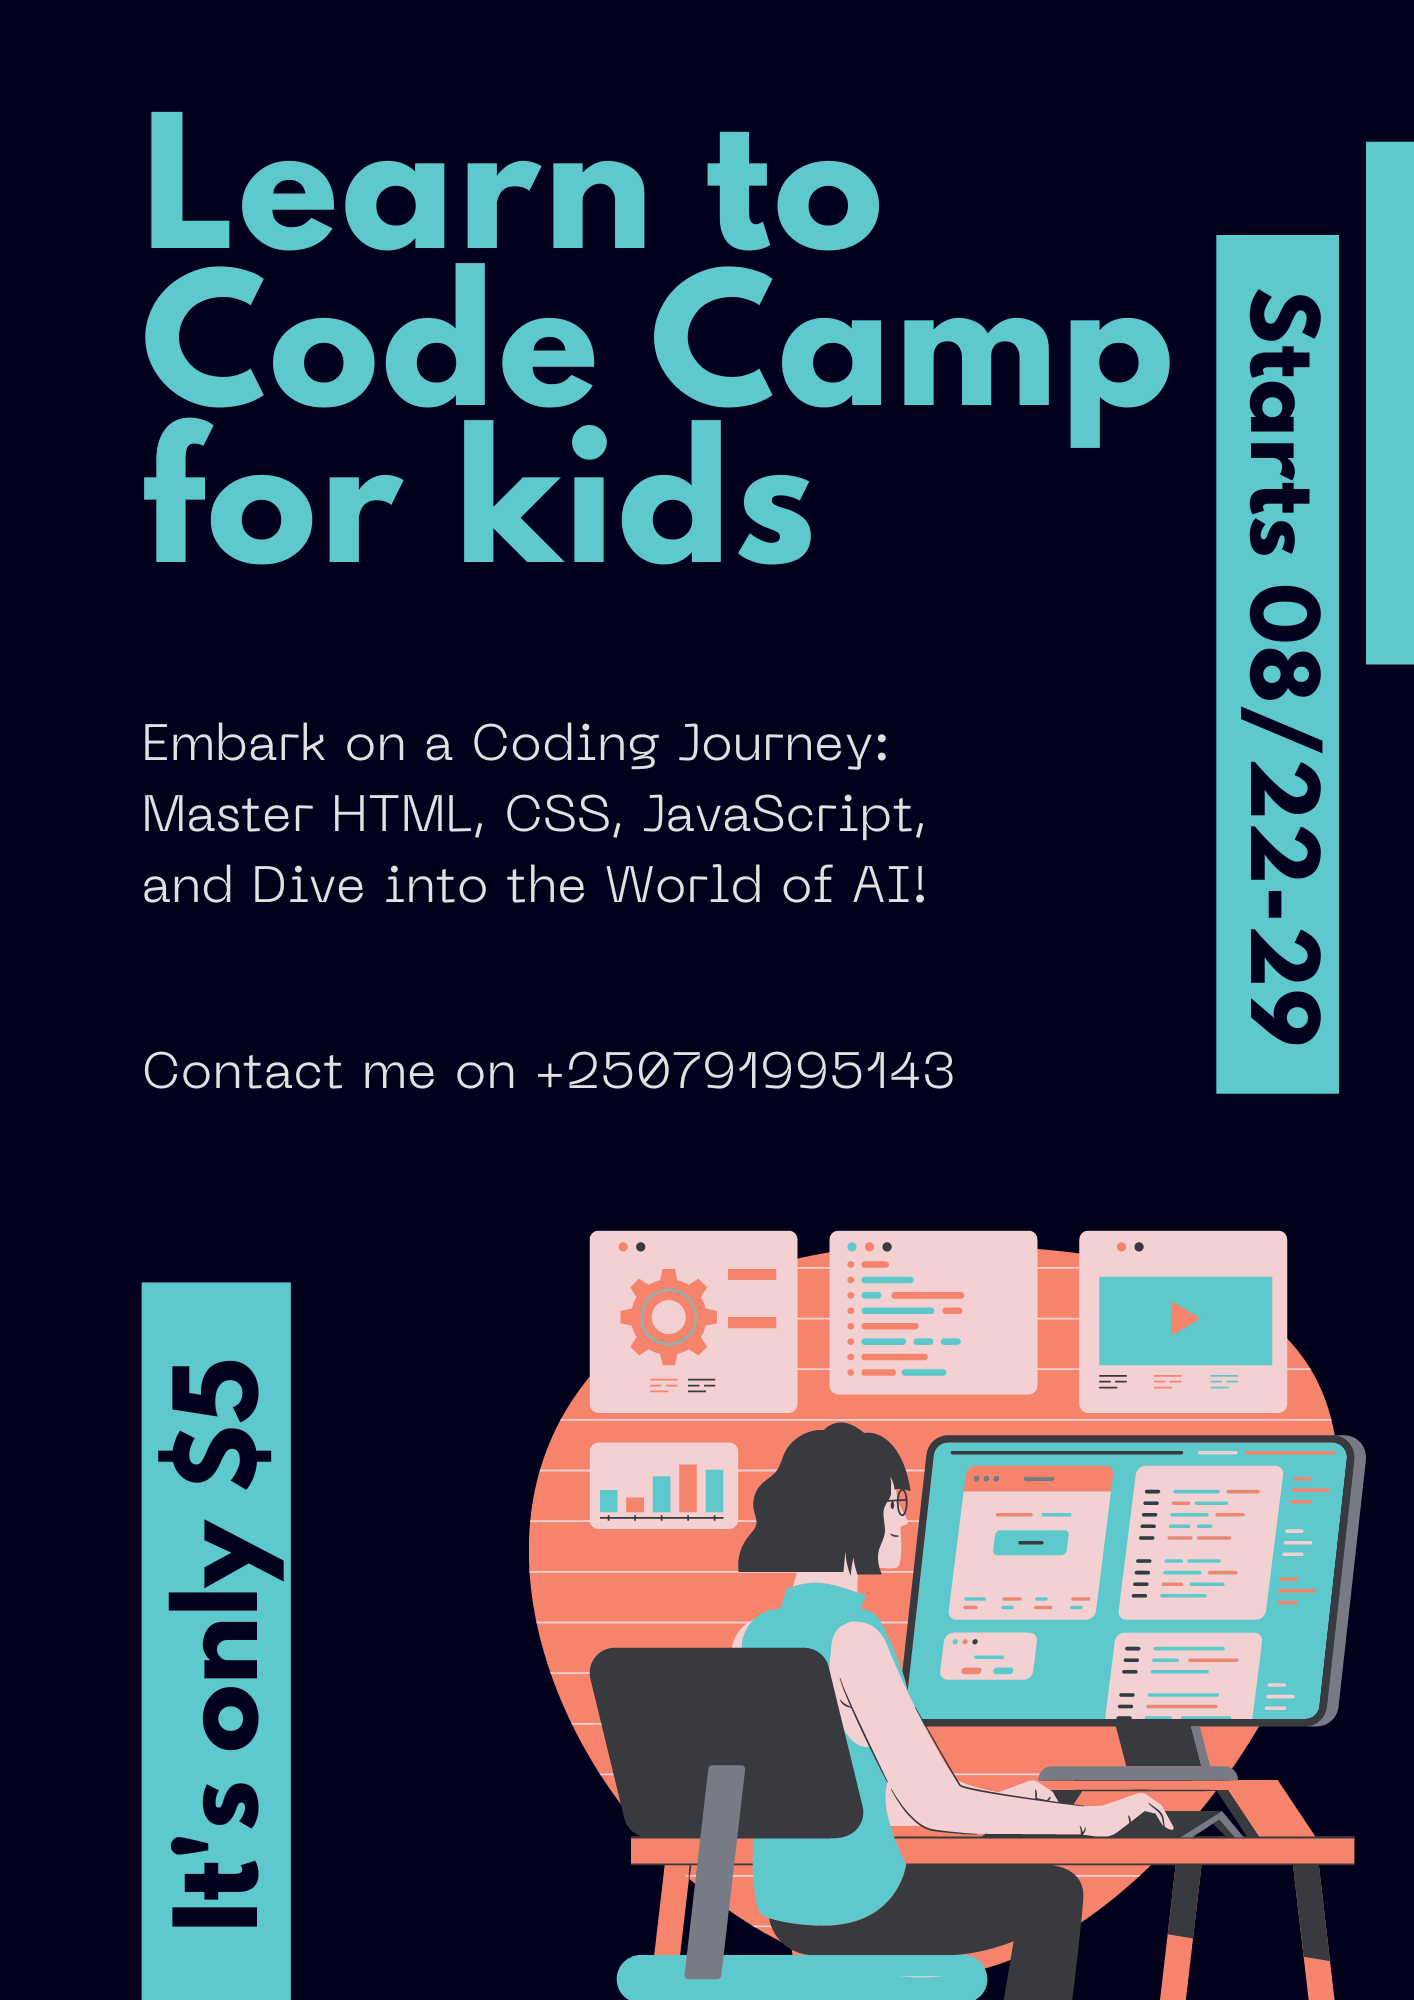 Learn to
Code Camp
for kids
Starts 08/22-29
Embark on a Coding Journey:
Master HTML, CSS, JavaScript,
and Dive into the World of AI!
Contact me on +250791995143
It's only $5